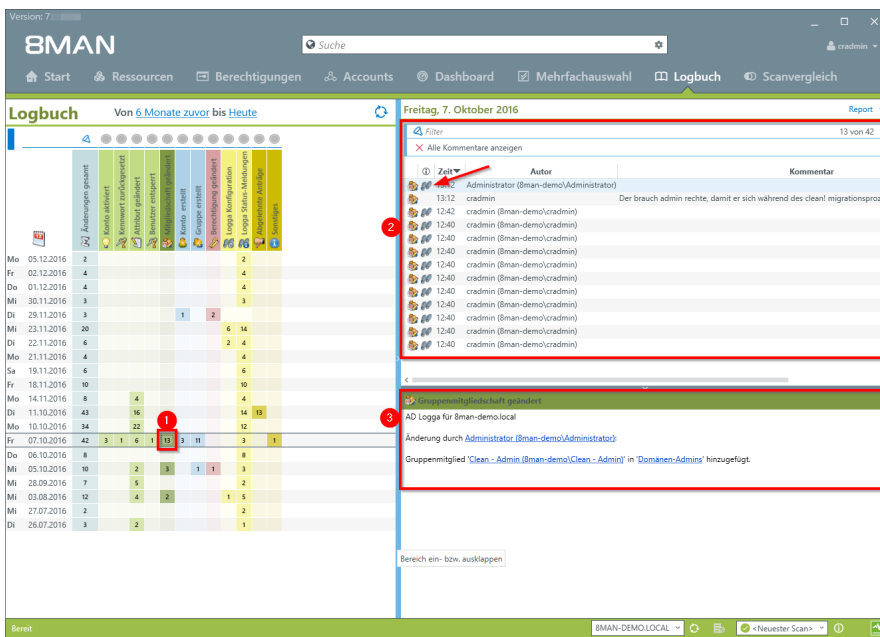 Version: 7.
8MAN
Suche
cradmin
Start
Ressourcen
Berechtigungen
Accounts
Dashboard
Mehrfachauswahl
Logbuch
Scanvergleich
Logbuch
Von 6 Monate zuvor bis Heute
Änderungen gesamt
Konto aktiviert
Kennwort zurückgesetzt
Attribut geändert
Benutzer entsperrt
Mitgliedschaft geändert
Konto erstellt
Gruppe erstellt
Berechtigung geändert
Logga Konfiguration
Logga Status-Meldungen
Abgelehnte Anträge
Sonstiges
Mo 05.12.2016 2 2
Fr 02.12.2016 4 4
Do 01.12.2016 4 4
Mi 30.11.2016 3 3
Di 29.11.2016 3 1 2
Mi 23.11.2016 20 6 14
Di 22.11.2016 6 2 4
Mo 21.11.2016 4 4
Sa 19.11.2016 6 6
Fr 18.11.2016 10 10
Mo 14.11.2016 8 4 4
Di 11.10.2016 43 16 14 13
1
Mo 10.10.2016 34 22 12
Fr 07.10.2016 42 3 1 6 1 13 3 11 3 1
Do 06.10.2016 8 8
Mi 05.10.2016 10 2 3 1 1 3
Mi 28.09.2016 7 5 2
Mi 03.08.2016 12 4 2 1 5
Mi 27.07.2016 2 2
Di 26.07.2016 3 2 1
Freitag, 7. Oktober 2016
Report
Filter
13 von 42
Alle Kommentare anzeigen
Zeit Autor Kommentar
Administrator (8man-demo\Administrator)
13:12 cradmin Der brauch admin rechte, damit er sich während des clean! migrationsproz
2
12:42 cradmin (8man-demo\cradmin)
12:40 cradmin (8man-demo\cradmin)
12:40 cradmin (8man-demo\cradmin)
12:40 cradmin (8man-demo\cradmin)
12:40 cradmin (8man-demo\cradmin)
12:40 cradmin (8man-demo\cradmin)
12:40 cradmin (8man-demo\cradmin)
12:40 cradmin (8man-demo\cradmin)
12:40 cradmin (8man-demo\cradmin)
12:40 cradmin (8man-demo\cradmin)
12:40 cradmin (8man-demo\cradmin)
Gruppenmitgliedschaft geändert
3
AD Logga für 8man-demo.local
Änderung durch Administrator (8man-demo\Administrator):
Gruppenmitglied 'Clean - Admin (8man-demo\Clean - Admin)' in 'Domänen-Admins' hinzugefügt.
Bereich ein- bzw. ausklappen
Bereit
8MAN-DEMO.LOCAL
<Neuester Scan>